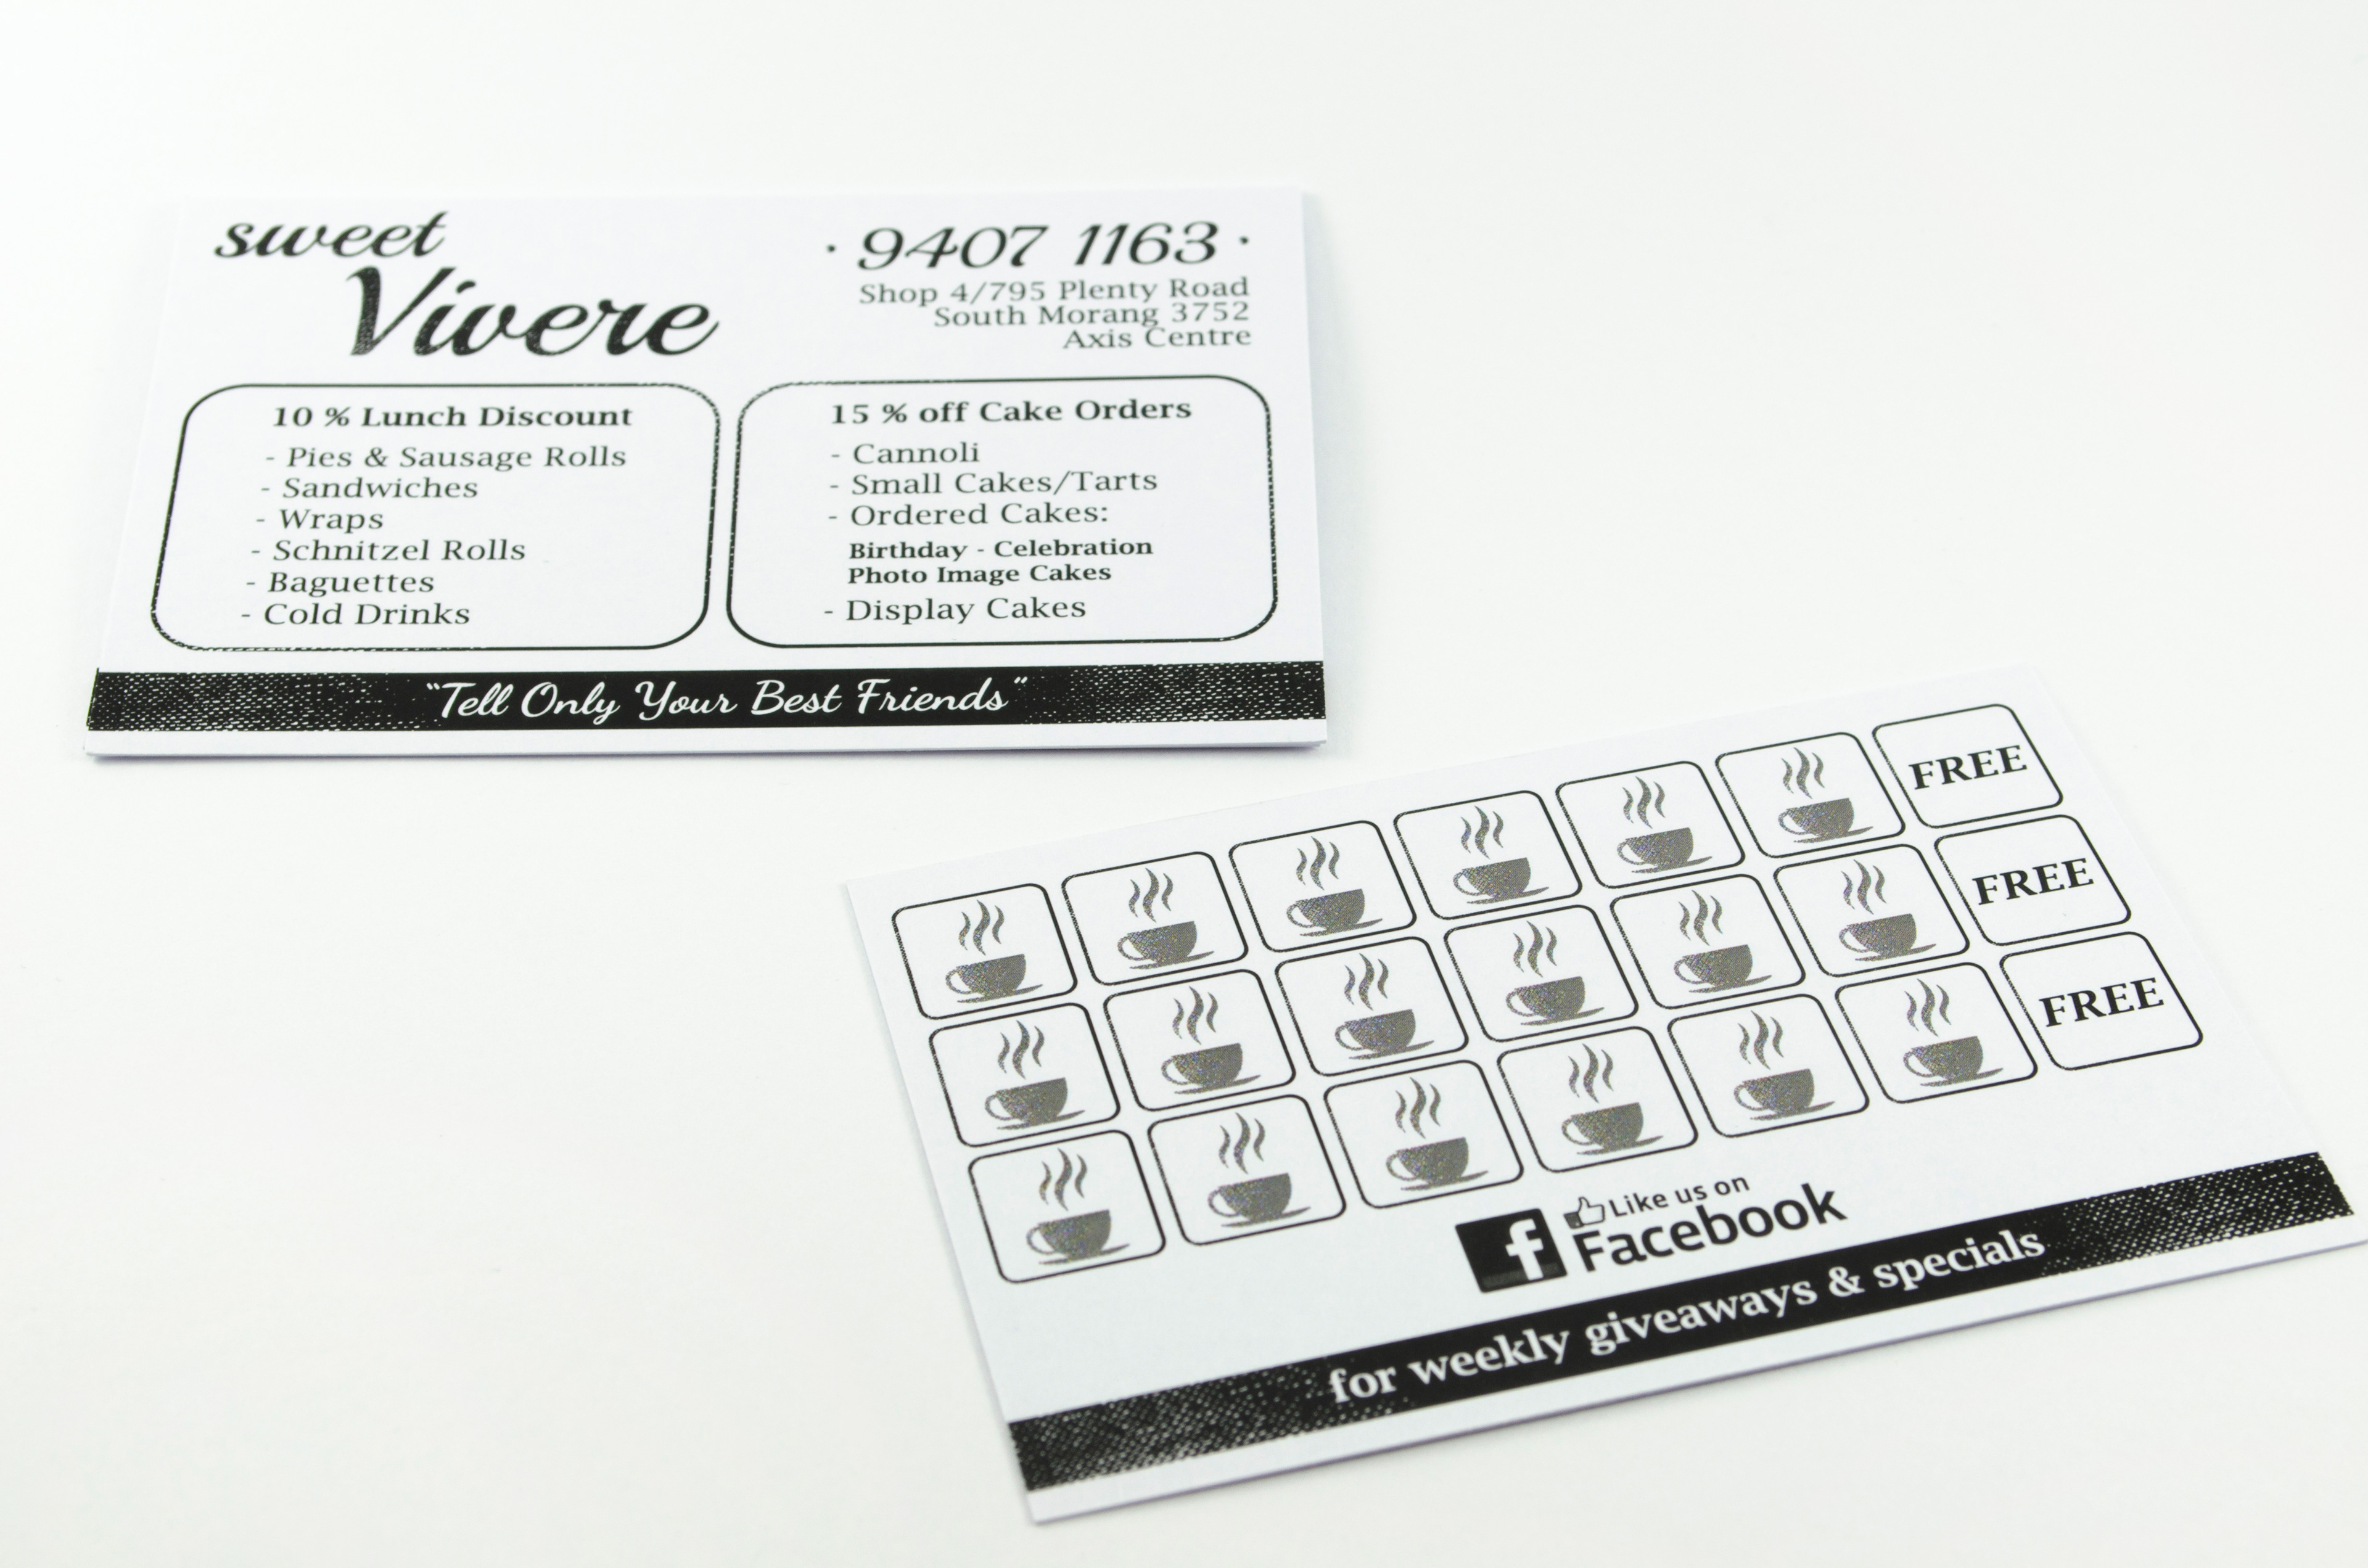 sweet
Vivere
· 9407 1163 ·
Shop 4/795 Plenty Road
South Morang 3752
Axis Centre
10 % Lunch Discount
- Pies & Sausage Rolls
- Sandwiches
- Wraps
- Schnitzel Rolls
- Baguettes
- Cold Drinks
15 % off Cake Orders
- Cannoli
- Small Cakes/Tarts
- Ordered Cakes:
Birthday - Celebration
Photo Image Cakes
- Display Cakes
"Tell Only Your Best Friends"
FREE
FREE
FREE
f
Like us on
Facebook
for weekly giveaways & specials